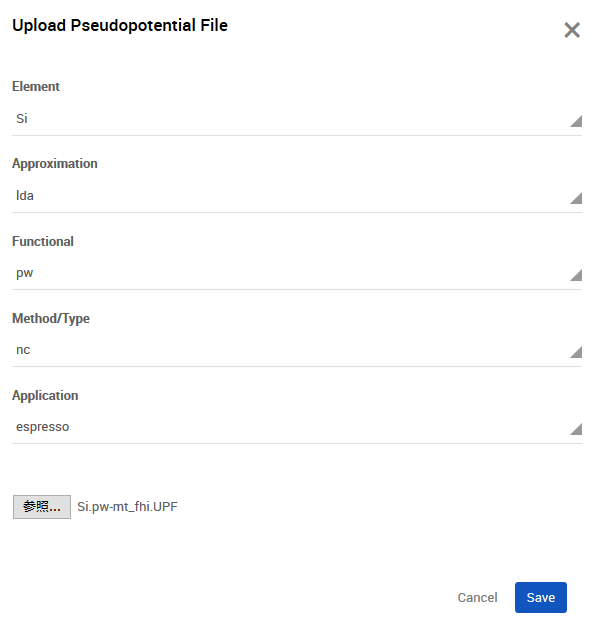 Upload Pseudopotential File
Element
Si
Approximation
lda
Functional
pw
Method/Type
nc
Application
espresso
参照... Si.pw-mt_fhi.UPF
Cancel Save